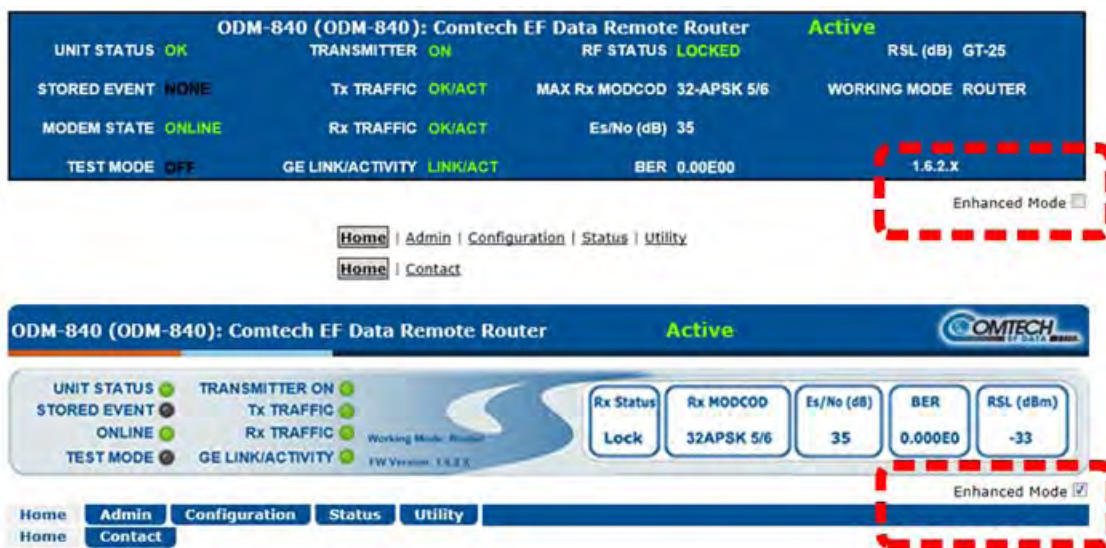 ODM-840 (ODM-840): Comtech EF Data Remote Router Active
UNIT STATUS OK TRANSMITTER ON RF STATUS LOCKED RSL (dB) GT-25
STORED EVENT NONE Tx TRAFFIC OK/ACT MAX Rx MODCOD 32-APSK 5/6 WORKING MODE ROUTER
MODEM STATE ONLINE Rx TRAFFIC OK/ACT Es/No (dB) 35
TEST MODE OFF GE LINK/ACTIVITY LINK/ACT BER 0.00E00 1.6.2.X
Enhanced Mode
Home | Admin | Configuration | Status | Utility
Home | Contact
ODM-840 (ODM-840): Comtech EF Data Remote Router Active COMTECH EF DATA
UNIT STATUS TRANSMITTER ON
STORED EVENT Tx TRAFFIC Rx Status Rx MODCOD Es/No (dB) BER RSL (dBm)
ONLINE Rx TRAFFIC Working Mode: Router Lock 32APSK 5/6 35 0.000E0 -33
TEST MODE GE LINK/ACTIVITY FW Version: 1.6.2.X
Enhanced Mode
Home Admin Configuration Status Utility
Home Contact